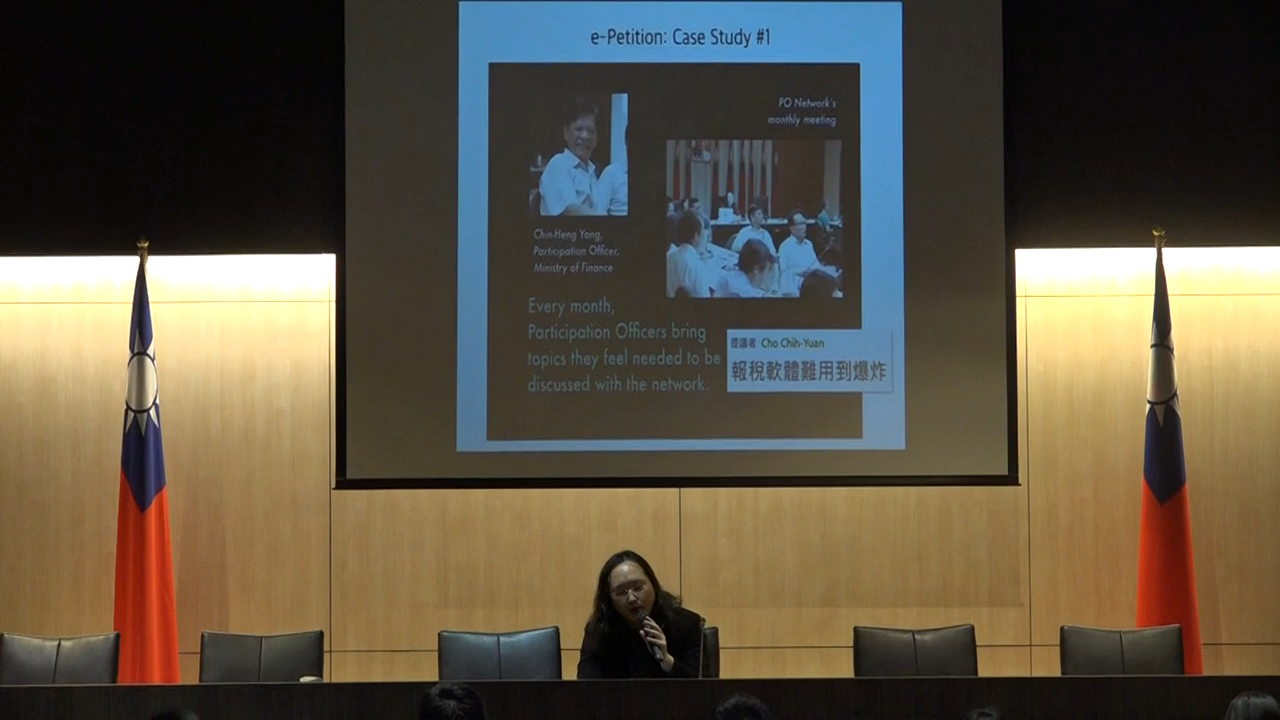 e-Petition: Case Study #1
PO Network's
monthly meeting
Chin-Heng Yang,
Participation Officer,
Ministry of Finance
Every month,
Participation Officers bring
topics they feel needed to be
discussed with the network.
提議者 Cho Chih-Yuan
報稅軟體難用到爆炸